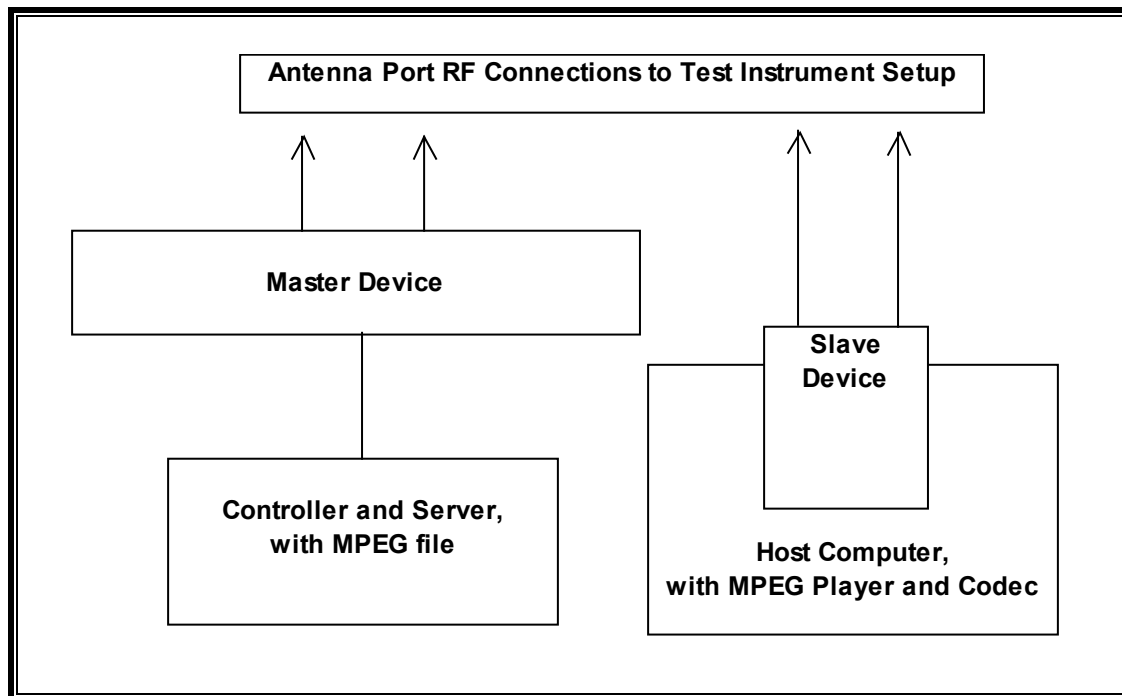 Antenna Port RF Connections to Test Instrument Setup
Master Device
Slave
Device
Controller and Server,
with MPEG file
Host Computer,
with MPEG Player and Codec